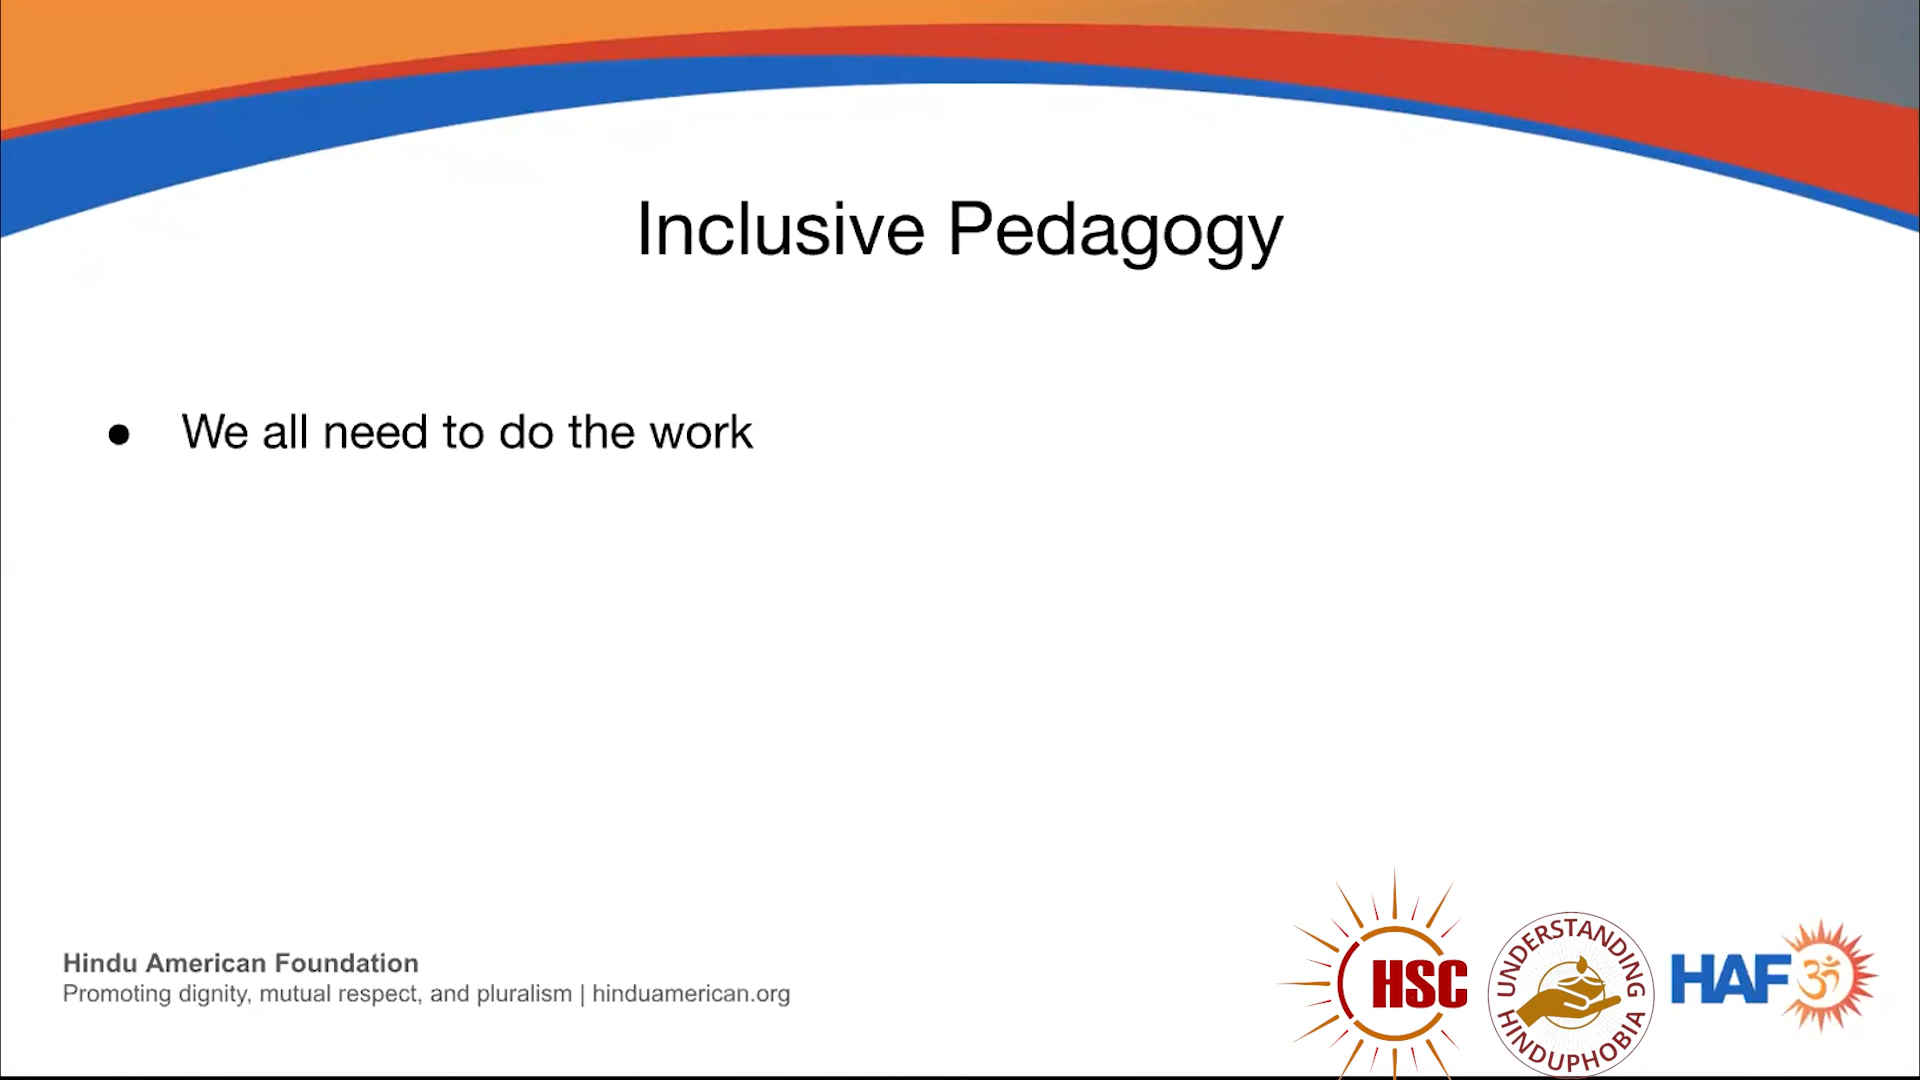 Inclusive Pedagogy
● We all need to do the work
Hindu American Foundation
Promoting dignity, mutual respect, and pluralism | hinduamerican.org
HSC
UNDERSTANDING
HINDUPHOBIA
HAF ॐ